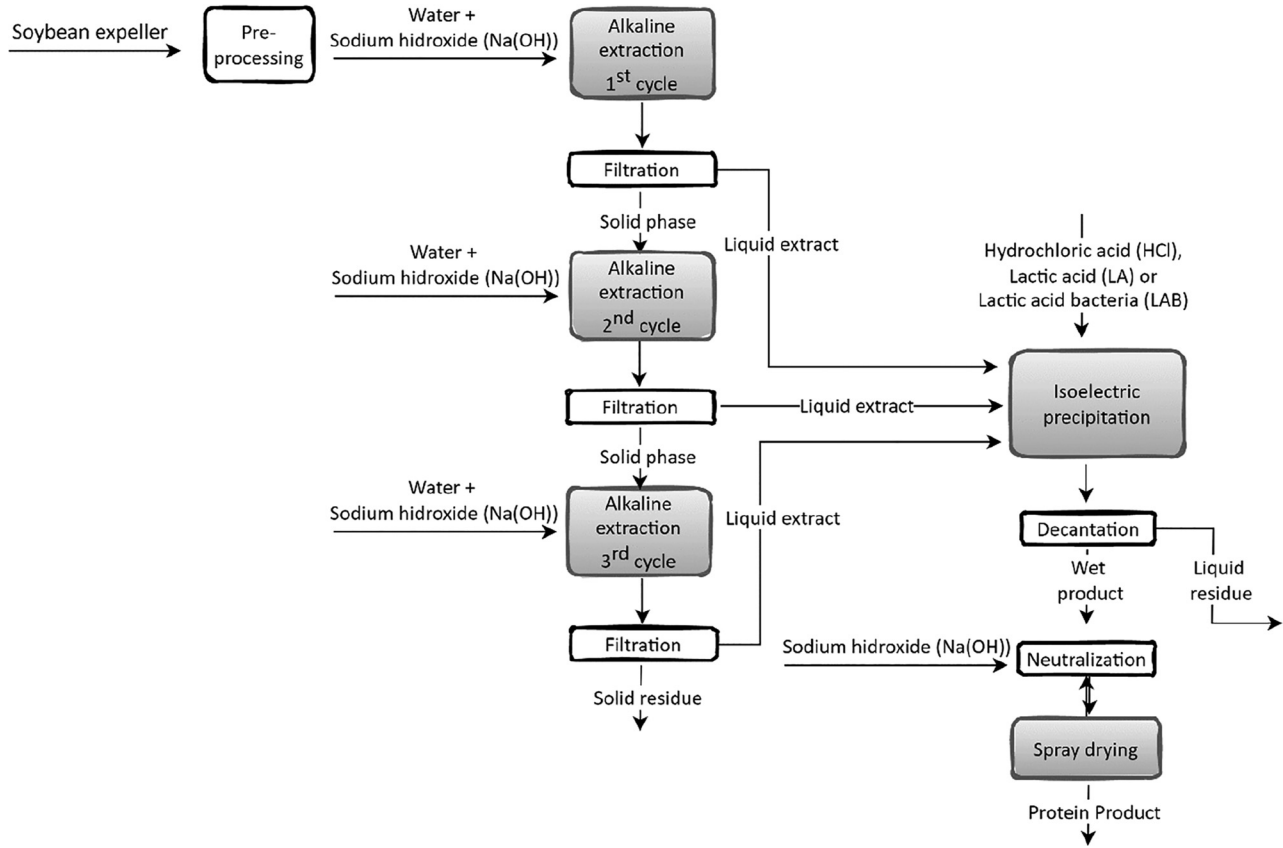 Soybean expeller
Pre-
processing
Water +
Sodium hidroxide (Na(OH))
Alkaline
extraction
1st cycle
Filtration
Solid phase
Liquid extract
Water +
Sodium hidroxide (Na(OH))
Alkaline
extraction
2nd cycle
Filtration
Liquid extract
Solid phase
Water +
Sodium hidroxide (Na(OH))
Alkaline
extraction
3rd cycle
Liquid extract
Filtration
Solid residue
Hydrochloric acid (HCl),
Lactic acid (LA) or
Lactic acid bacteria (LAB)
Isoelectric
precipitation
Decantation
Wet
product
Liquid
residue
Sodium hidroxide (Na(OH))
Neutralization
Spray drying
Protein Product